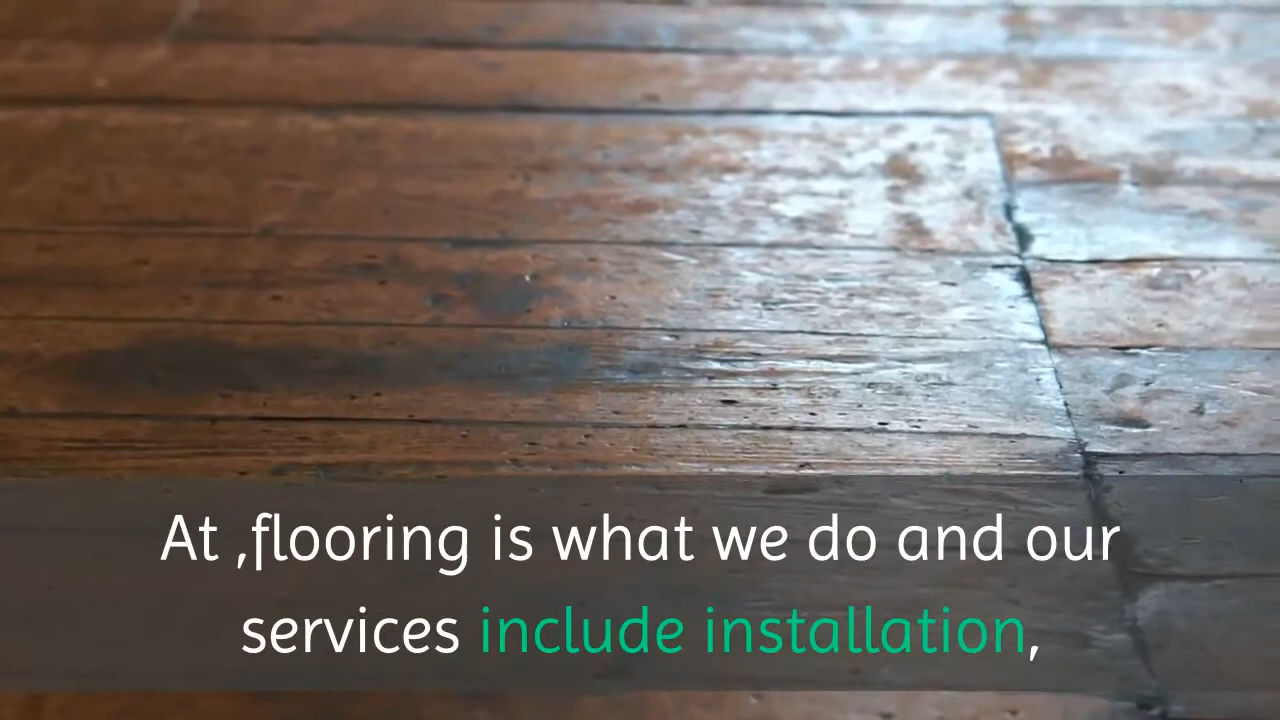 At ,flooring is what we do and our
services include installation,